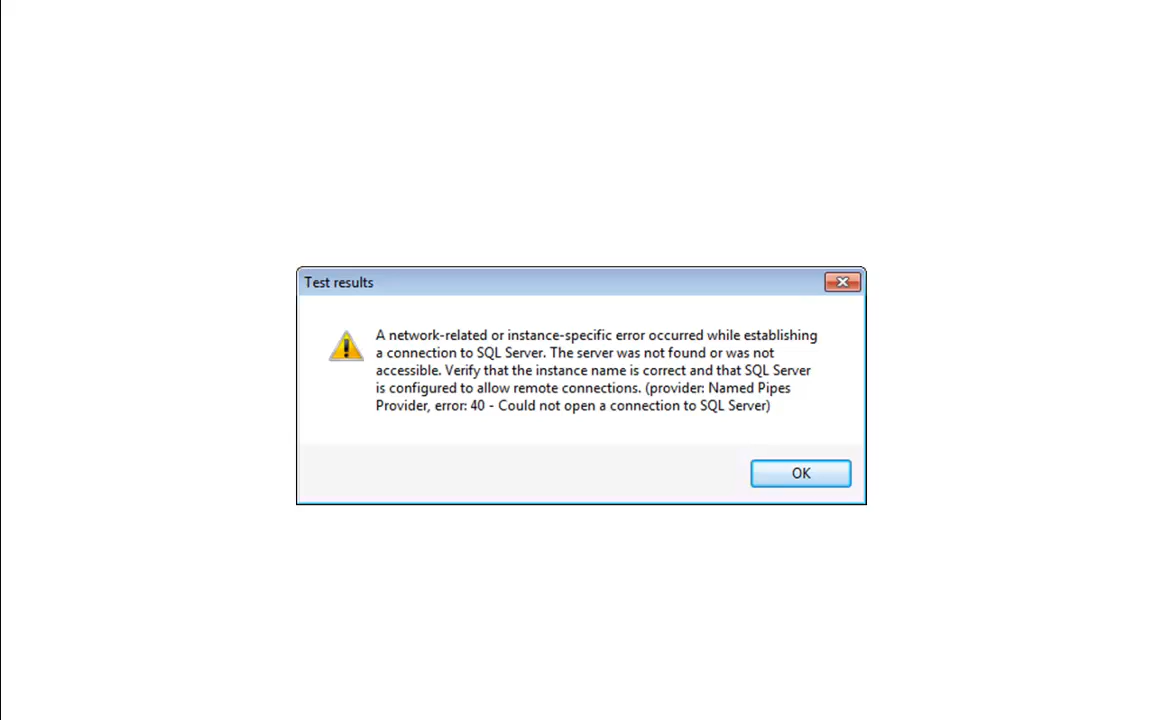 Test results
A network-related or instance-specific error occurred while establishing
a connection to SQL Server. The server was not found or was not
accessible. Verify that the instance name is correct and that SQL Server
is configured to allow remote connections. (provider: Named Pipes
Provider, error: 40 - Could not open a connection to SQL Server)
OK